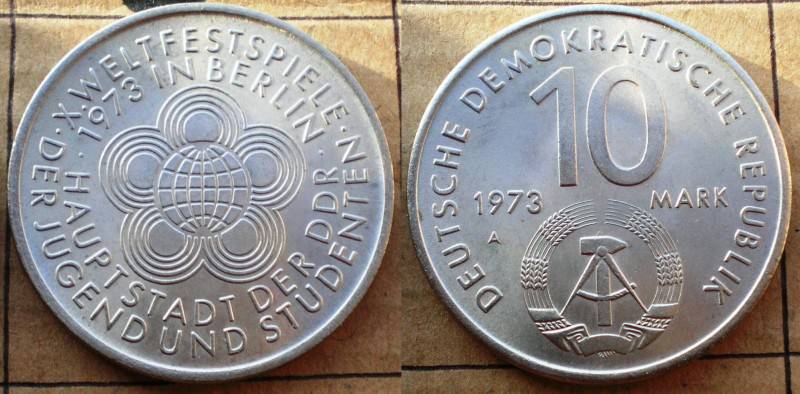 X. WELTFESTSPIELE · DER JUGEND UND STUDENTEN ·
1973 IN BERLIN · HAUPTSTADT DER DDR ·
DEUTSCHE DEMOKRATISCHE REPUBLIK
10
1973 MARK
A